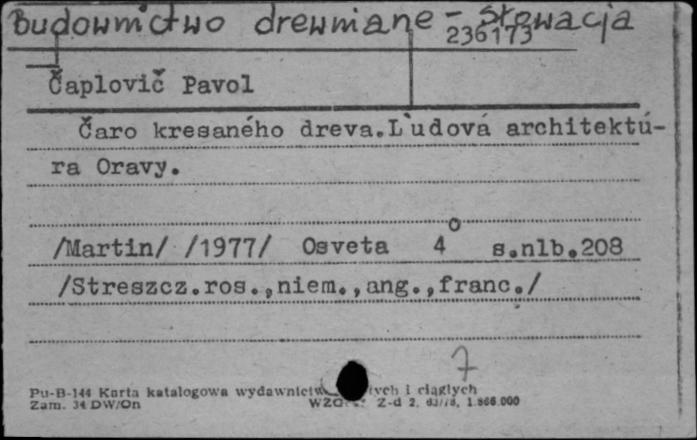 Budownictwo drewniane - Słowacja
236173
Čaplovič Pavol
Čaro kresaného dreva.Ľudová architektú-
ra Oravy.
/Martin/ /1977/ Osveta 4° s.nlb.208
/Streszcz.ros.,niem.,ang.,franc./
7
Pu-B-144 Karta katalogowa wydawnictw i ciągłych
Zam. 34 DW/On Z-d 2, 1.866.000